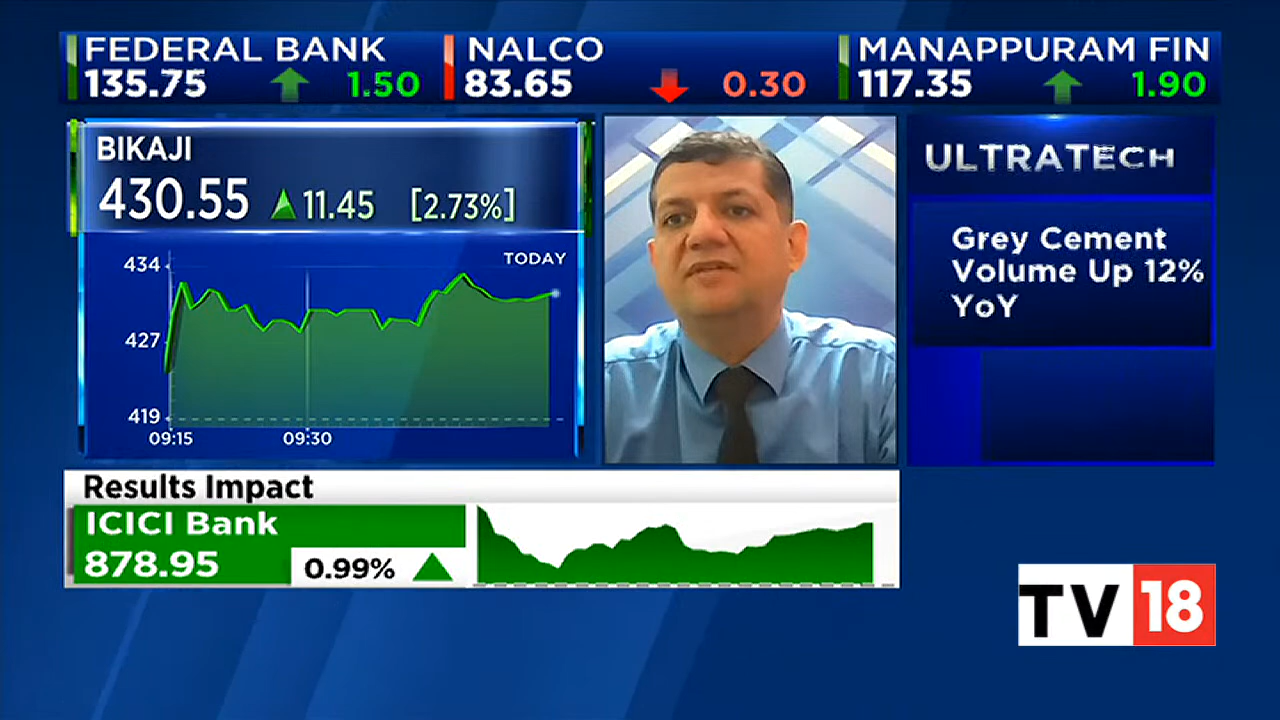 FEDERAL BANK
135.75 1.50
NALCO
83.65 0.30
MANAPPURAM FIN
117.35 1.90
BIKAJI
430.55 11.45 [2.73%]
TODAY
434
427
419
09:15 09:30
ULTRATECH
Grey Cement
Volume Up 12%
YoY
Results Impact
ICICI Bank
878.95 0.99%
TV18